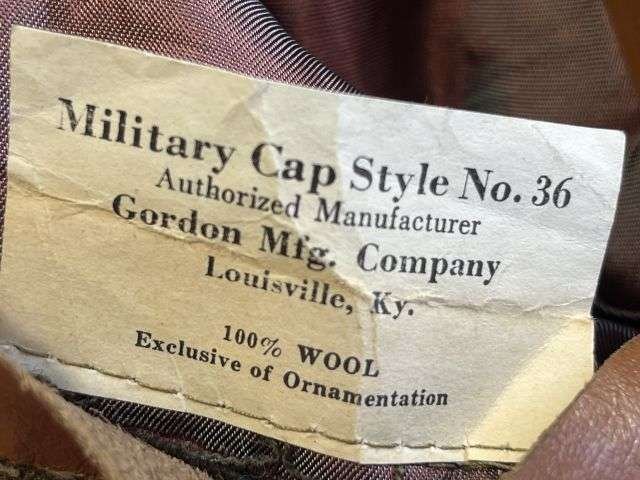 Military Cap Style No. 36
Authorized Manufacturer
Gordon Mfg. Company
Louisville, Ky.
100% WOOL
Exclusive of Ornamentation